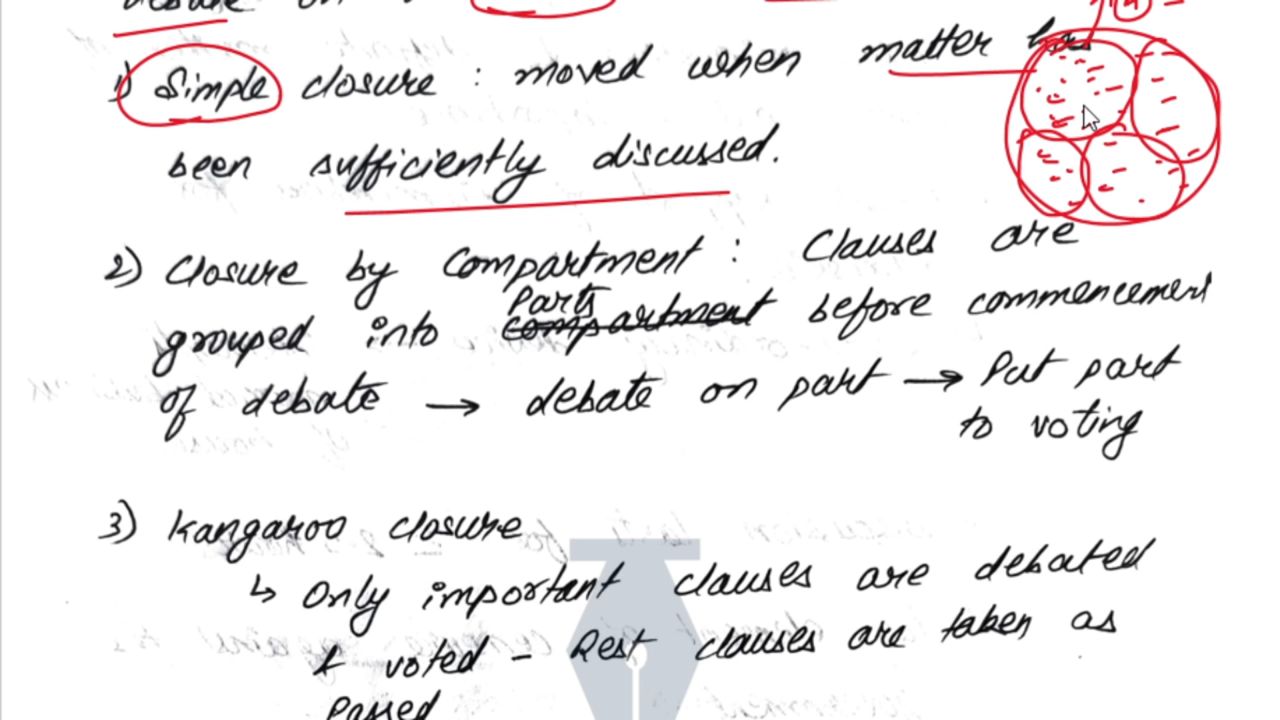 debate on
1) Simple closure : moved when matter has
been sufficiently discussed.
2) Closure by Compartment : Clauses are
grouped into Parts compartment before commencement
of debate → debate on part → Put part
to voting
3) Kangaroo closure
↳ Only important clauses are debated
& voted - Rest clauses are taken as
passed